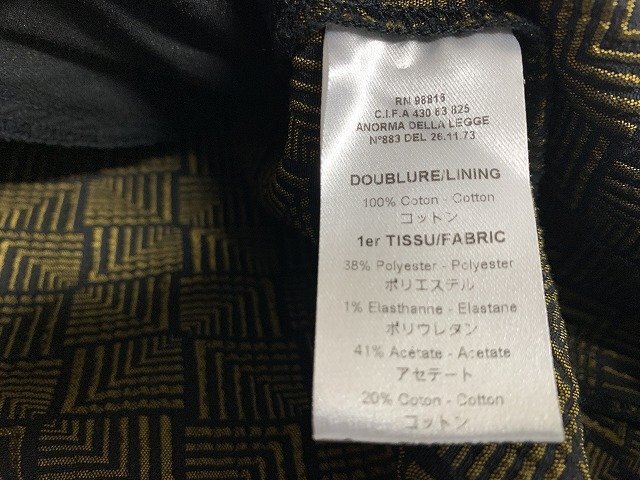 RN 98815
C.I.F.A 430 63 825
ANORMA DELLA LEGGE
N°883 DEL 26.11.73
DOUBLURE/LINING
100% Coton - Cotton
コットン
1er TISSU/FABRIC
38% Polyester - Polyester
ポリエステル
1% Elasthanne - Elastane
ポリウレタン
41% Acétate - Acetate
アセテート
20% Coton - Cotton
コットン